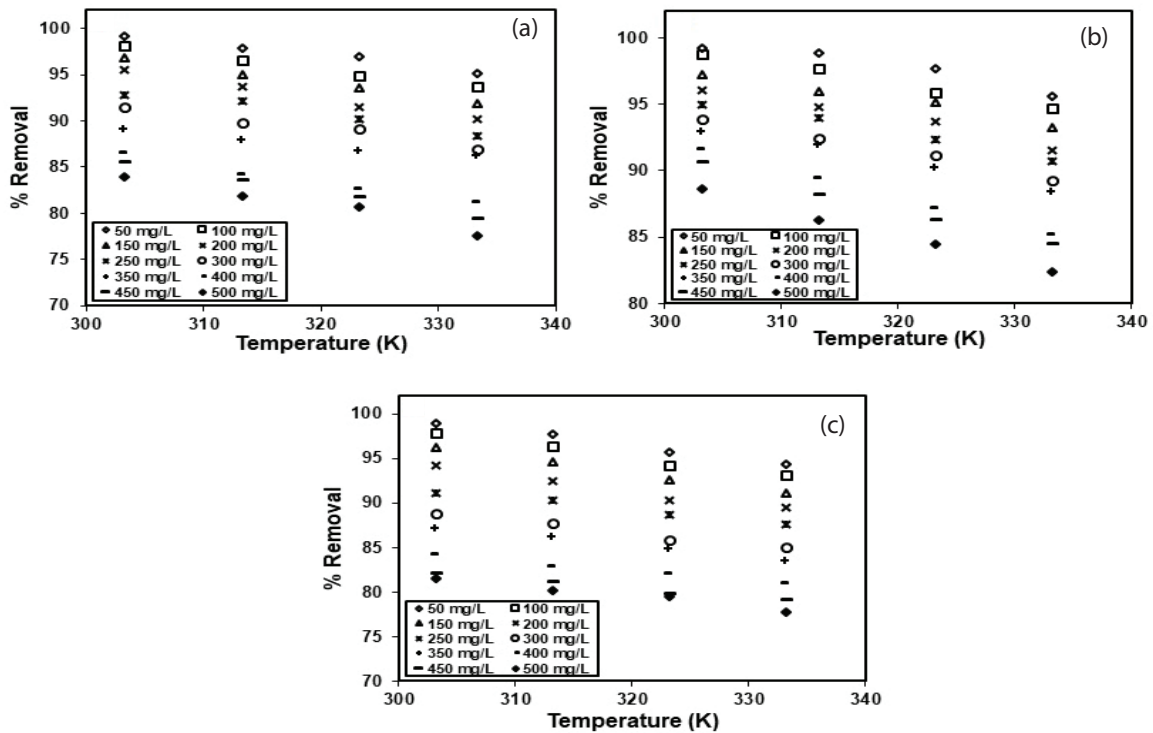 (a)
100
95
90
85
80
75
70
% Removal
50 mg/L 100 mg/L
150 mg/L 200 mg/L
250 mg/L 300 mg/L
350 mg/L 400 mg/L
450 mg/L 500 mg/L
300 310 320 330 340
Temperature (K)
(b)
100
95
90
85
80
% Removal
50 mg/L 100 mg/L
150 mg/L 200 mg/L
250 mg/L 300 mg/L
350 mg/L 400 mg/L
450 mg/L 500 mg/L
300 310 320 330 340
Temperature (K)
(c)
100
95
90
85
80
75
70
% Removal
50 mg/L 100 mg/L
150 mg/L 200 mg/L
250 mg/L 300 mg/L
350 mg/L 400 mg/L
450 mg/L 500 mg/L
300 310 320 330 340
Temperature (K)